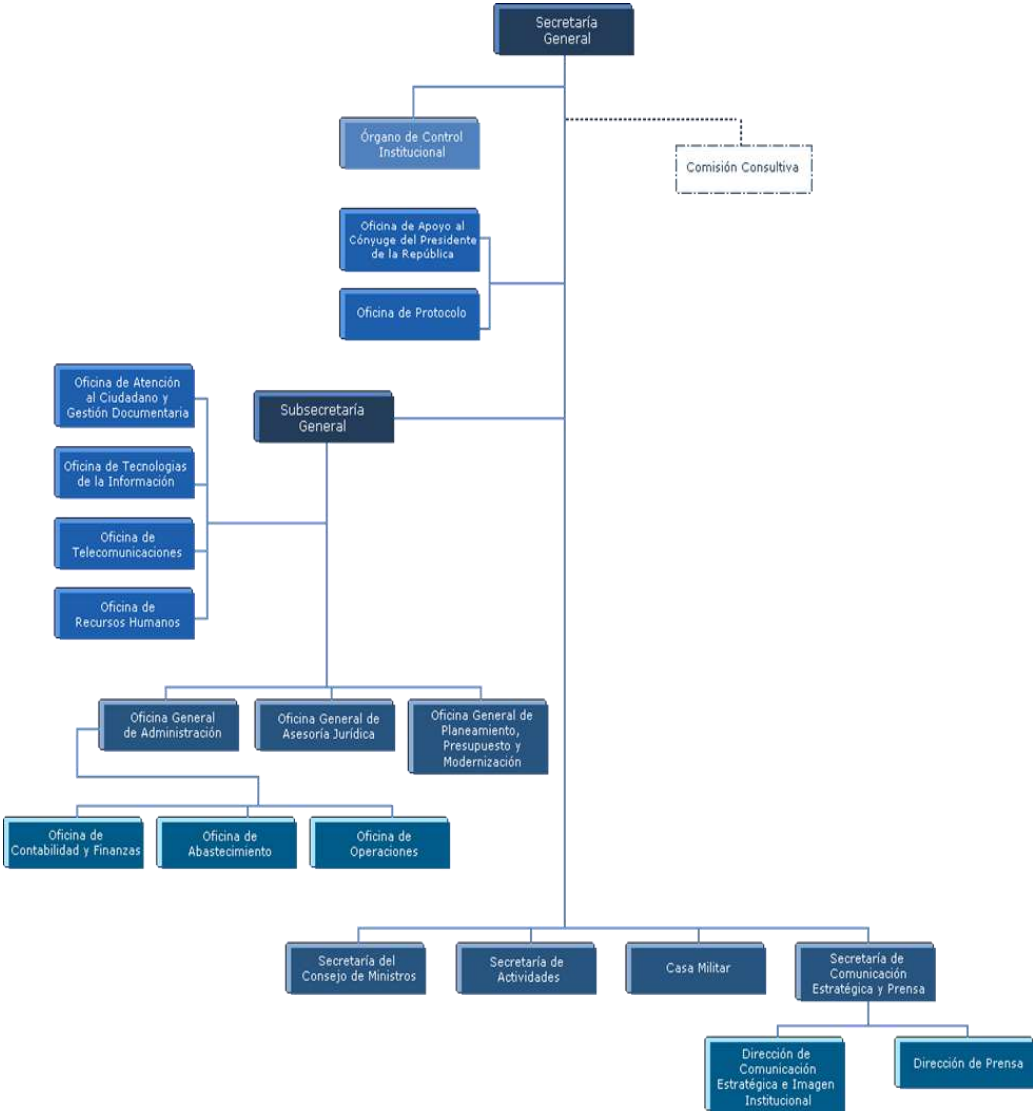 Secretaría
General
Órgano de Control
Institucional
Comisión Consultiva
Oficina de Apoyo al
Cónyuge del Presidente
de la República
Oficina de Protocolo
Oficina de Atención
al Ciudadano y
Gestión Documentaria
Subsecretaría
General
Oficina de Tecnologias
de la Información
Oficina de
Telecomunicaciones
Oficina de
Recursos Humanos
Oficina General
de Administración
Oficina General de
Asesoría Jurídica
Oficina General de
Planeamiento,
Presupuesto y
Modernización
Oficina de
Contabilidad y Finanzas
Oficina de
Abastecimiento
Oficina de
Operaciones
Secretaría del
Consejo de Ministros
Secretaría de
Actividades
Casa Militar
Secretaría de
Comunicación
Estratégica y Prensa
Dirección de
Comunicación
Estratégica e Imagen
Institucional
Dirección de Prensa